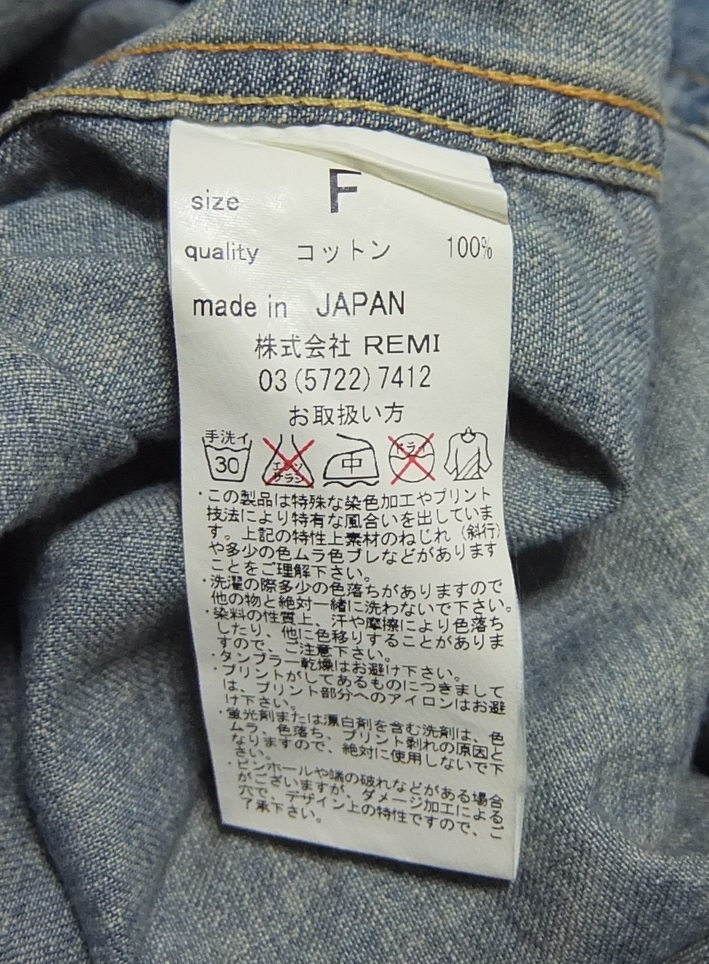 size F
quality コットン 100%
made in JAPAN
株式会社 REMI
03(5722)7412
お取扱い方
手洗イ 30 エンソ サラシ 中 ドライ
・この製品は特殊な染色加工やプリント
技法により特有な風合いを出していま
す。上記の特性上素材のねじれ（斜行）
や多少の色ムラ色ブレなどがあります
ことをご理解下さい。
・洗濯の際多少の色落ちがありますので
他の物と絶対一緒に洗わないで下さい。
・染料の性質上、汗や摩擦により色落ち
したり、他に色移りすることがありま
すので、ご注意下さい。
・タンブラー乾燥はお避け下さい。
・プリントがしてあるものにつきまして
は、プリント部分へのアイロンはお避
け下さい。
・蛍光剤または漂白剤を含む洗剤は、色
ムラ、色落ち、プリント剥れの原因と
なりますので、絶対に使用しないで下
さい。
・ピンホールや端の破れなどがある場合
がございますが、ダメージ加工による
穴で、デザイン上の特性ですので、ご
了承下さい。